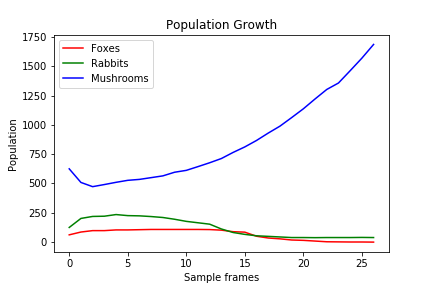 Population Growth
Foxes
Rabbits
Mushrooms
1750
1500
1250
1000
750
500
250
0
Population
0 5 10 15 20 25
Sample frames